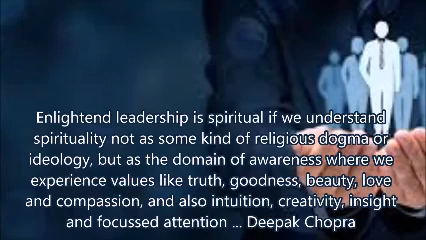 Enlightend leadership is spiritual if we understand
spirituality not as some kind of religious dogma or
ideology, but as the domain of awareness where we
experience values like truth, goodness, beauty, love
and compassion, and also intuition, creativity, insight
and focussed attention ... Deepak Chopra